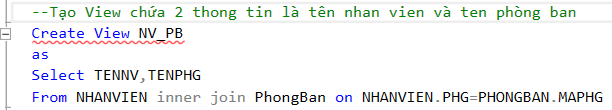 --Tạo View chứa 2 thong tin là tên nhan vien và ten phòng ban
Create View NV_PB
as
Select TENNV,TENPHG
From NHANVIEN inner join PhongBan on NHANVIEN.PHG=PHONGBAN.MAPHG